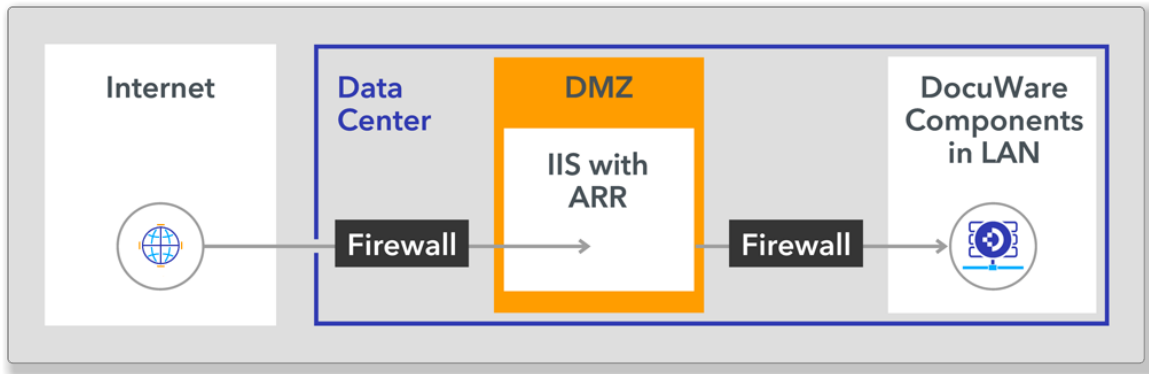 Internet
Data
Center
DMZ
IIS with
ARR
DocuWare
Components
in LAN
Firewall
Firewall